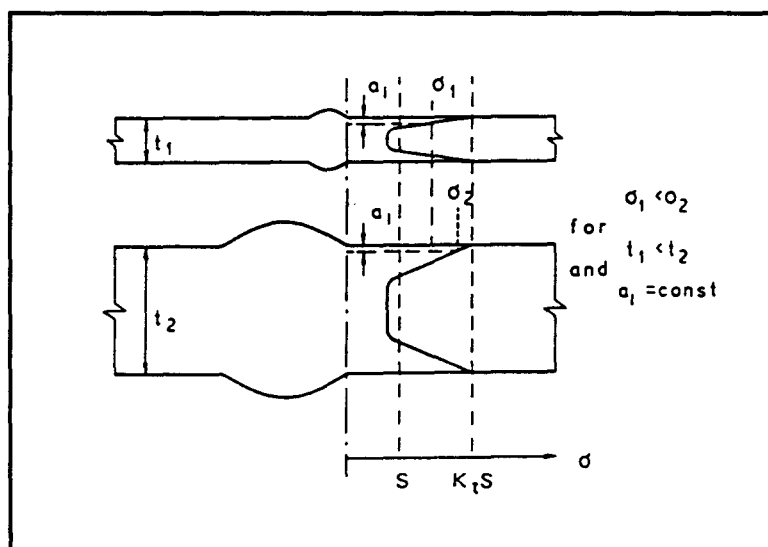 a₁ σ₁
t₁
a₁ σ₂
t₂
σ₁ < σ₂
for
t₁ < t₂
and
a₁ = const
S KₜS σ